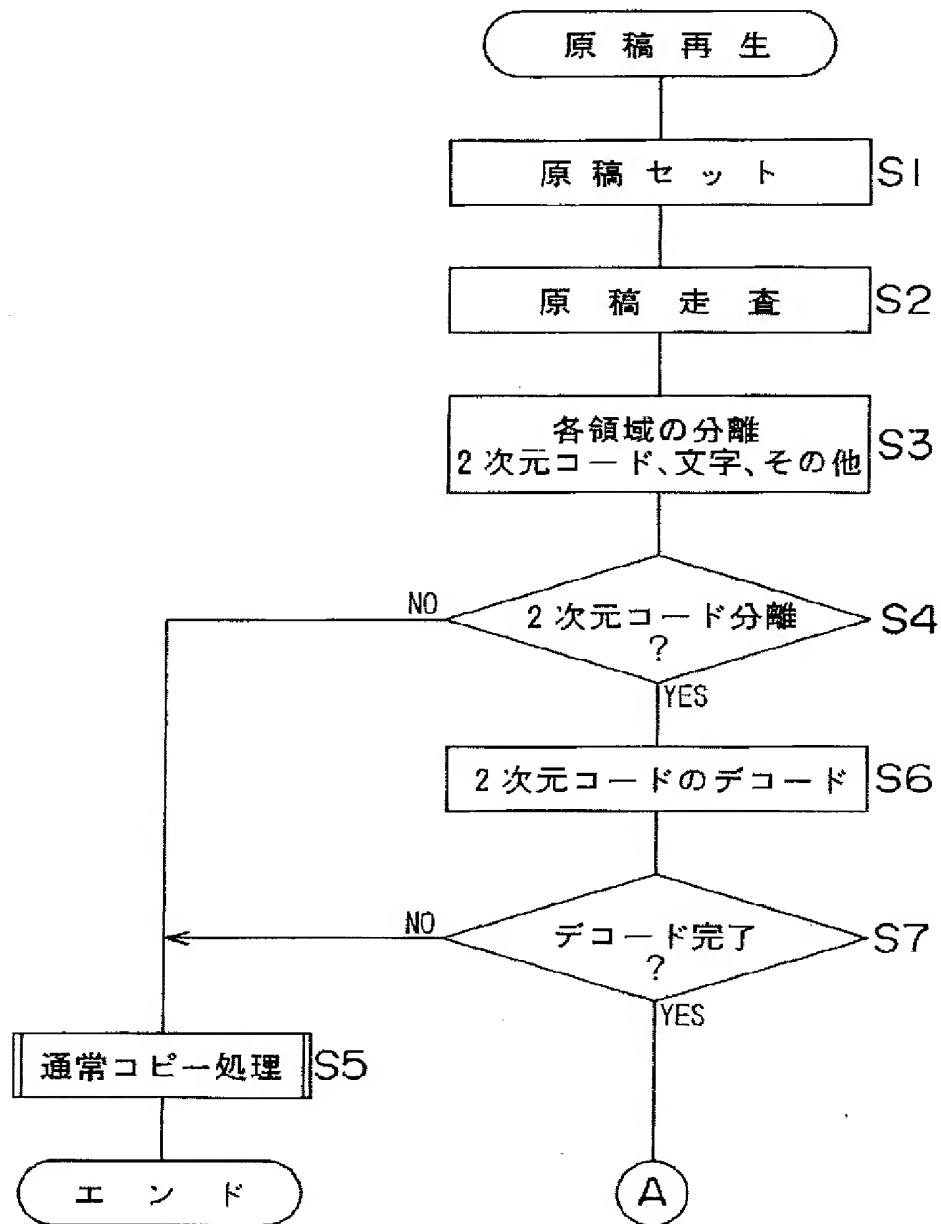 原稿再生
原稿セット S1
原稿走査 S2
各領域の分離
2次元コード、文字、その他 S3
NO 2次元コード分離 S4
?
YES
2次元コードのデコード S6
NO デコード完了 S7
?
YES
通常コピー処理 S5
エンド A